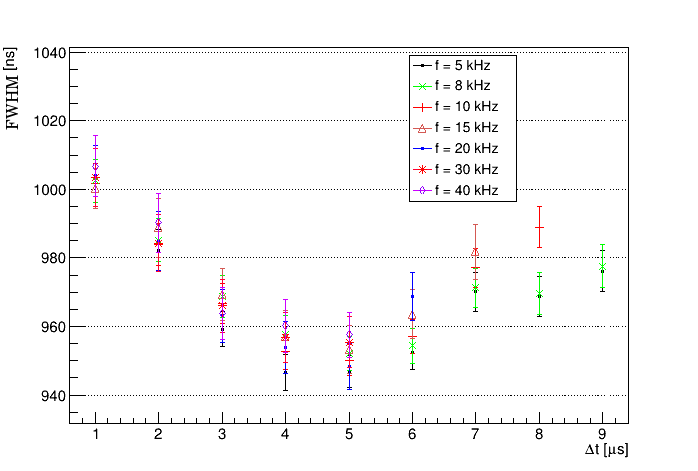 FWHM [ns]
1040
1020
1000
980
960
940
f = 5 kHz
f = 8 kHz
f = 10 kHz
f = 15 kHz
f = 20 kHz
f = 30 kHz
f = 40 kHz
1 2 3 4 5 6 7 8 9
Δt [μs]